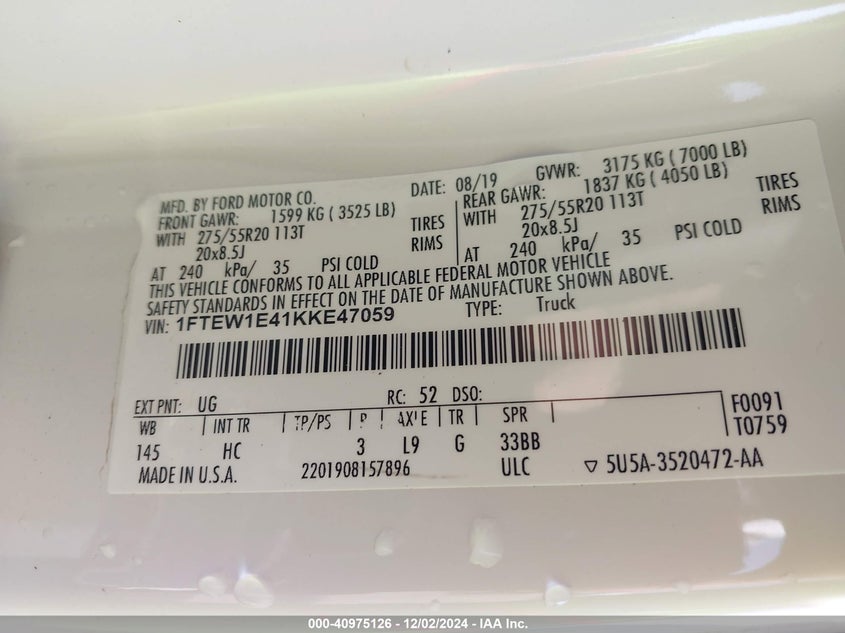 MFD. BY FORD MOTOR CO. DATE: 08/19 GVWR: 3175 KG ( 7000 LB)
FRONT GAWR: 1599 KG ( 3525 LB) REAR GAWR: 1837 KG ( 4050 LB)
WITH 275/55R20 113T TIRES WITH 275/55R20 113T TIRES
20x8.5J RIMS 20x8.5J RIMS
AT 240 kPa/ 35 PSI COLD AT 240 kPa/ 35 PSI COLD
THIS VEHICLE CONFORMS TO ALL APPLICABLE FEDERAL MOTOR VEHICLE
SAFETY STANDARDS IN EFFECT ON THE DATE OF MANUFACTURE SHOWN ABOVE.
VIN: 1FTEW1E41KKE47059 TYPE: Truck
EXT PNT: UG RC: 52 DSO: F0091
WB INT TR TP/PS R AXLE TR SPR T0759
145 HC 3 L9 G 33BB
MADE IN U.S.A. 2201908157896 ULC ▽ 5U5A-3520472-AA
000-40975126 - 12/02/2024 - IAA Inc.